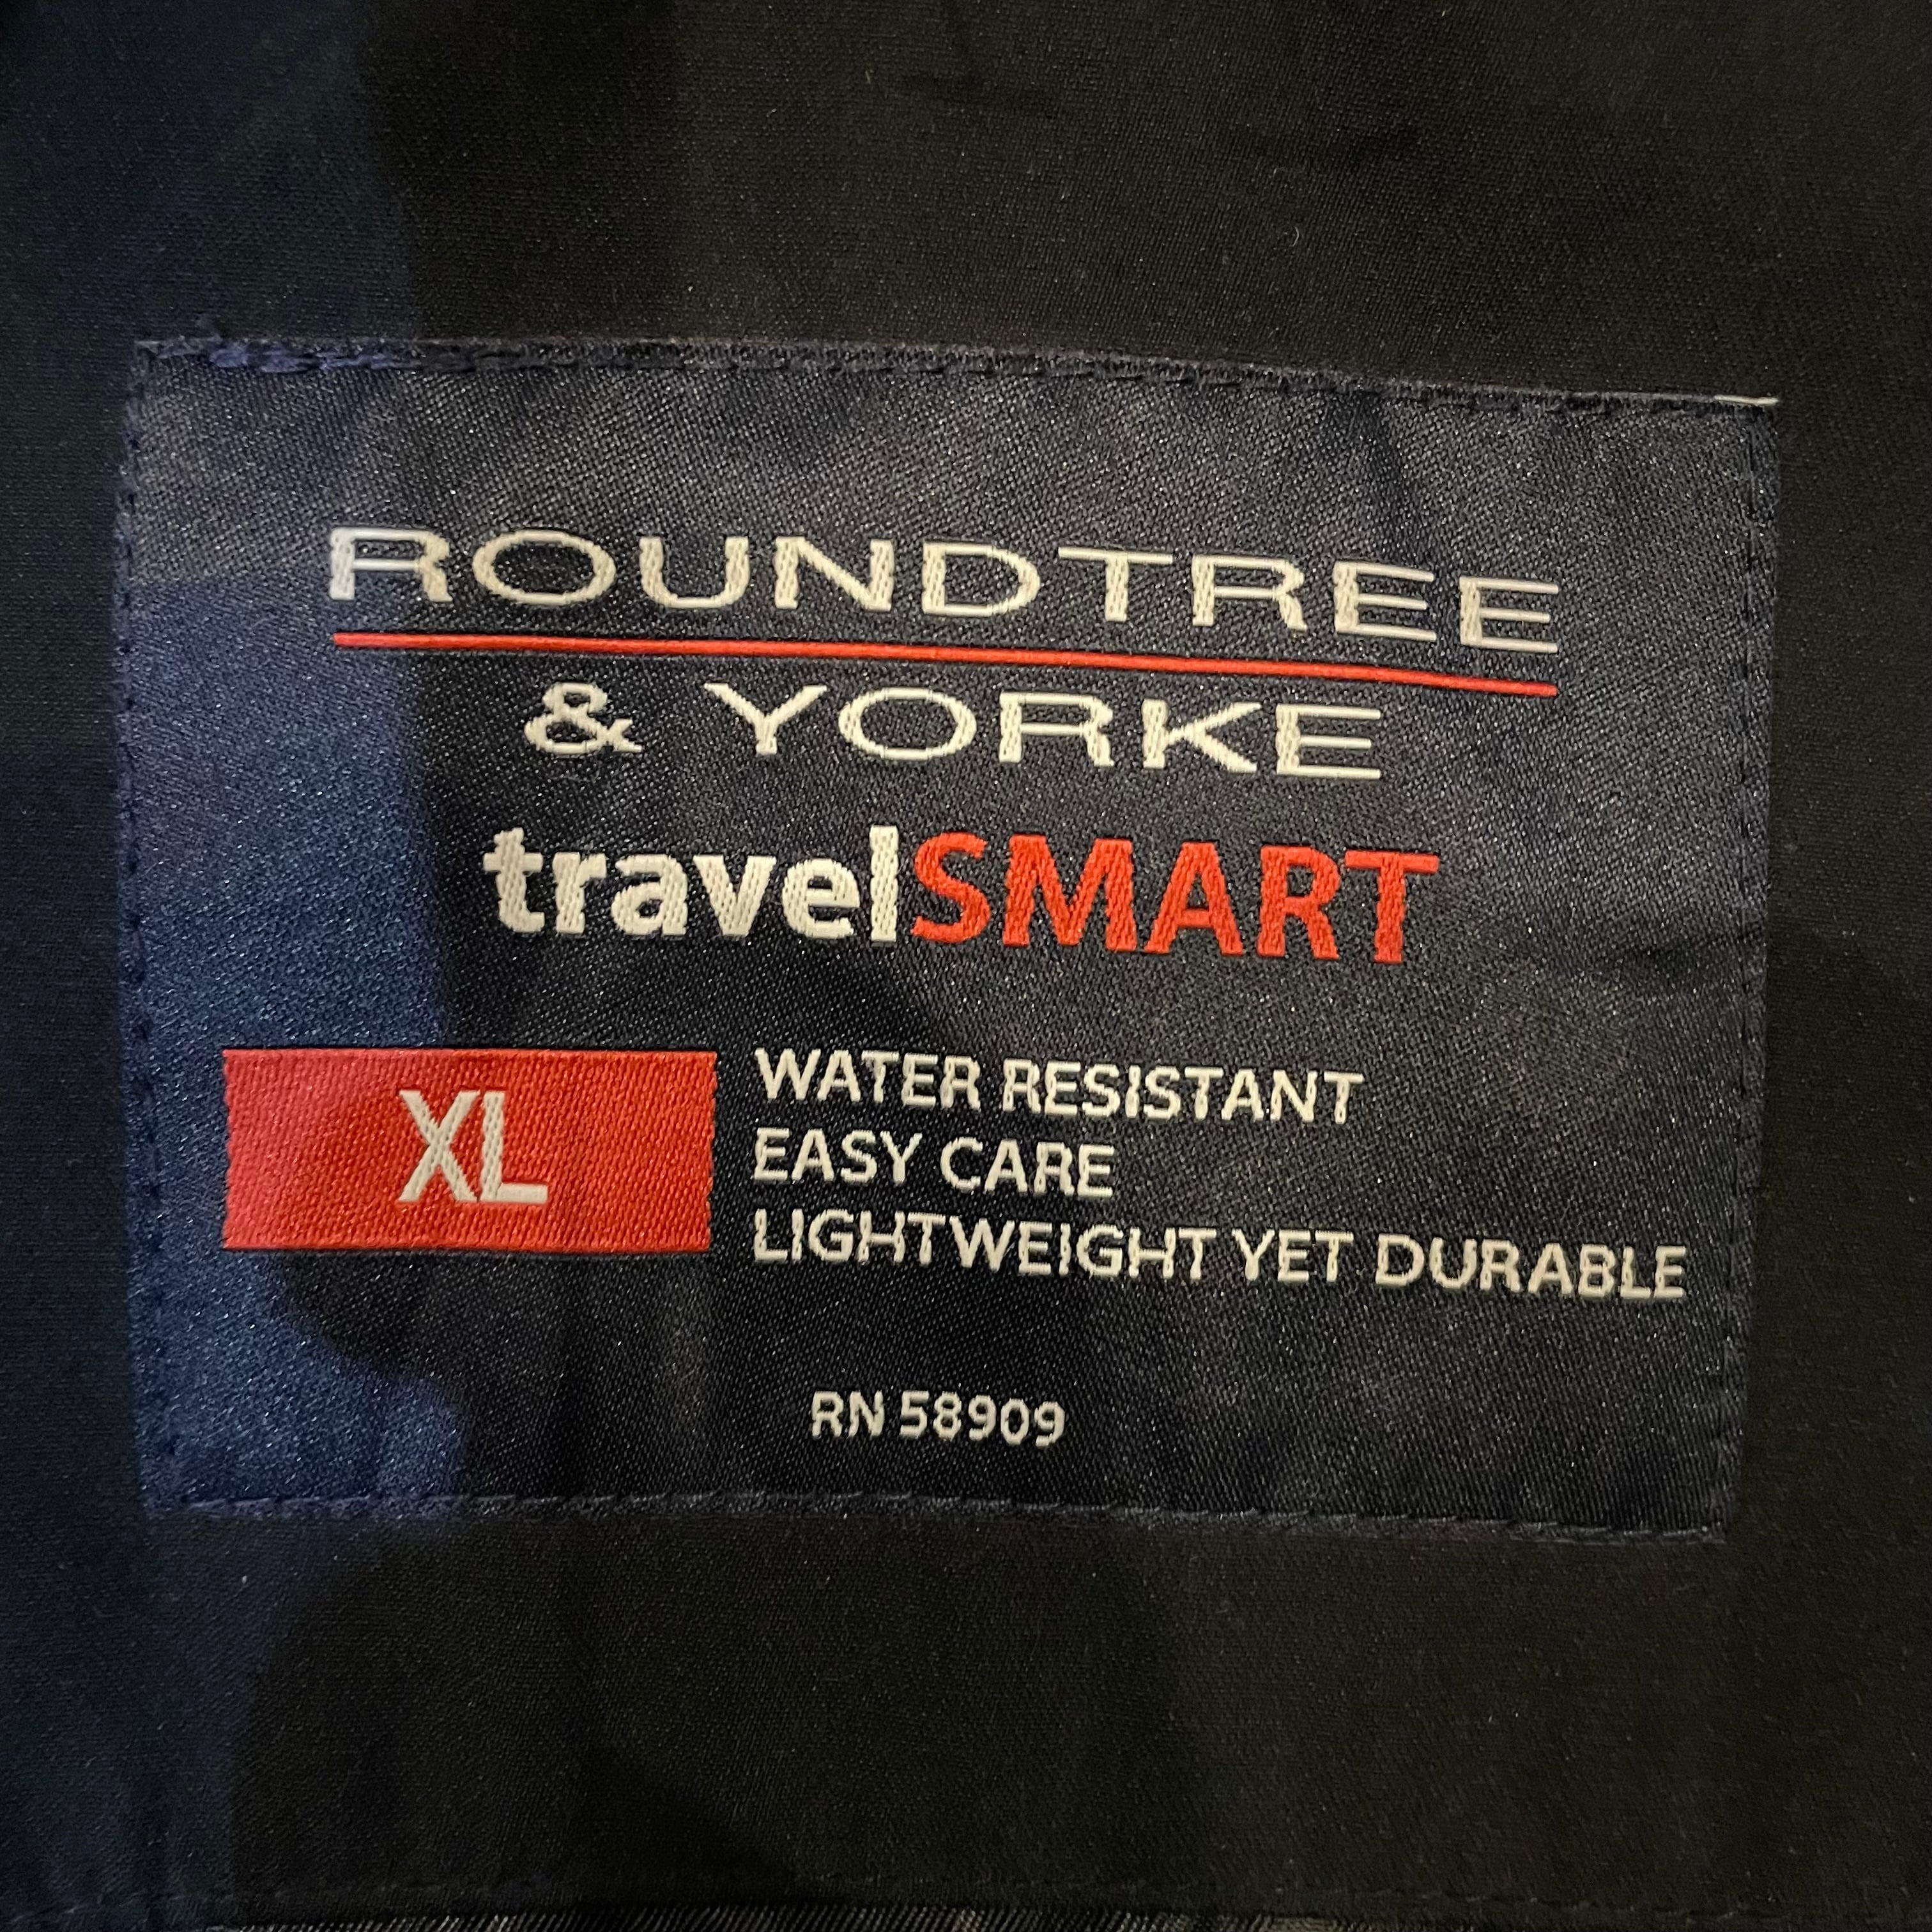 ROUNDTREE
& YORKE
travelSMART
XL
WATER RESISTANT
EASY CARE
LIGHTWEIGHT YET DURABLE
RN 58909